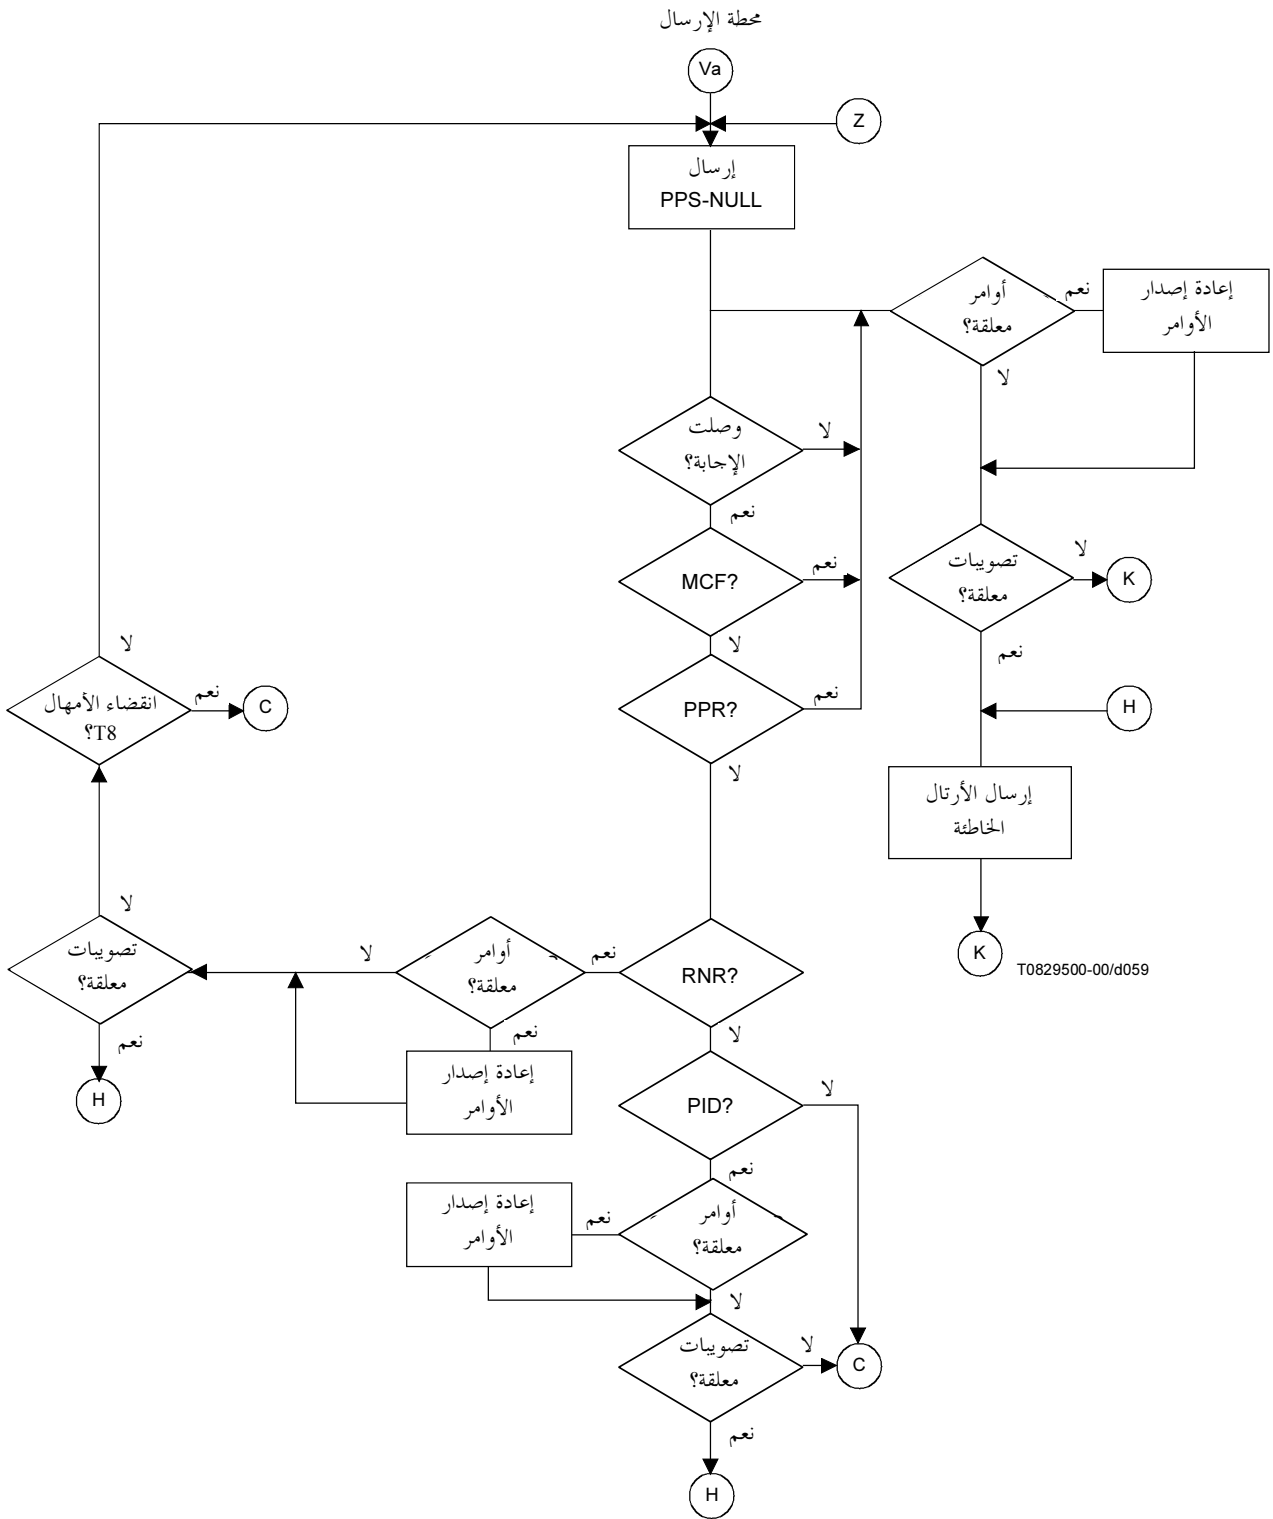 محطة الإرسال
Va
Z
إرسال
PPS-NULL
أوامر
معلقة؟
نعم
إعادة إصدار
الأوامر
لا
وصلت
الإجابة؟
لا
نعم
MCF?
نعم
لا
تصويبات
معلقة؟
لا
K
نعم
PPR?
نعم
لا
H
لا
انقضاء الأمهال
T8؟
نعم
C
إرسال الأرتال
الخاطئة
K
T0829500-00/d059
RNR?
نعم
لا
أوامر
معلقة؟
لا
نعم
إعادة إصدار
الأوامر
تصويبات
معلقة؟
لا
نعم
H
PID?
لا
نعم
أوامر
معلقة؟
نعم
إعادة إصدار
الأوامر
لا
تصويبات
معلقة؟
لا
C
نعم
H